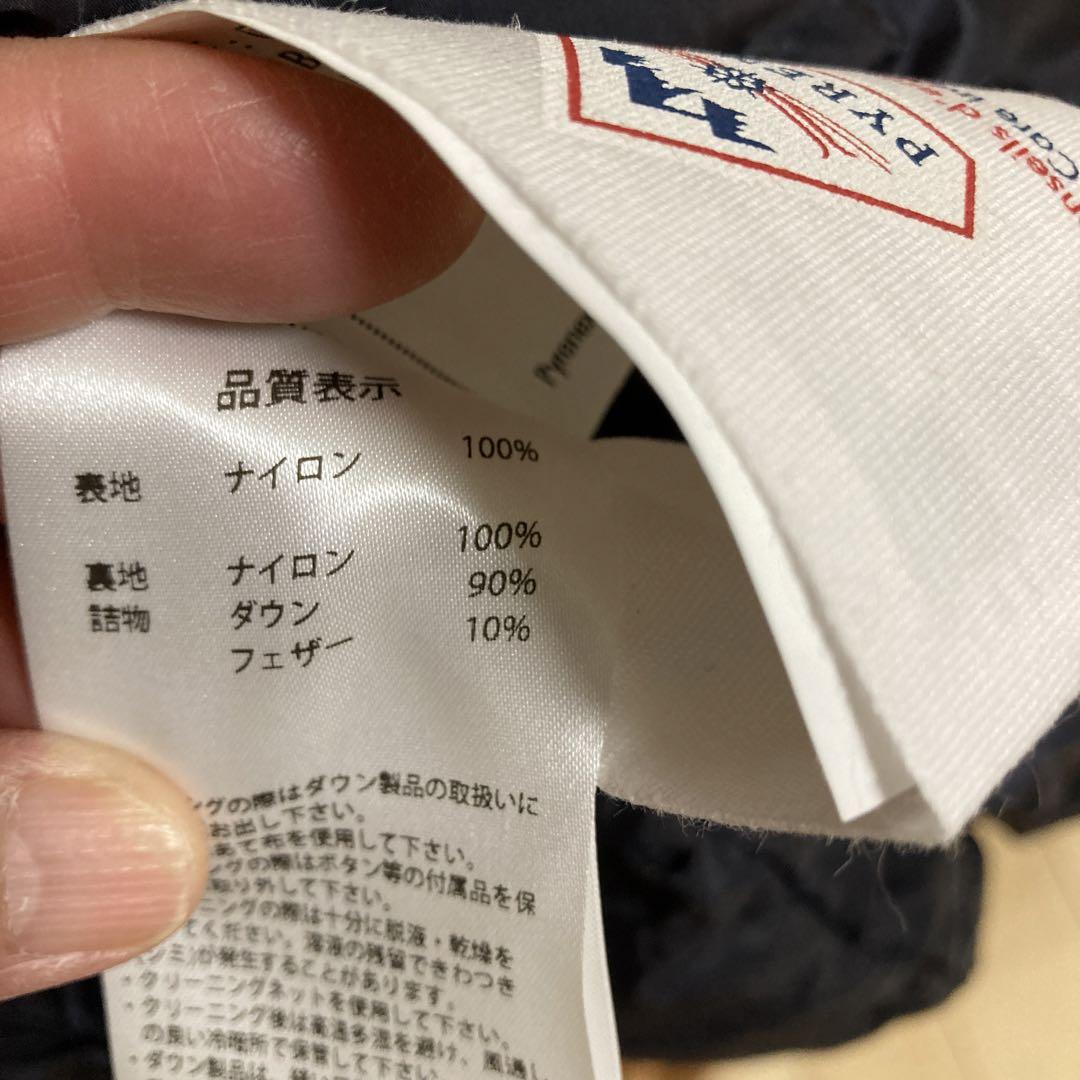 PYRE
nseils d'e
Care in
Pyrenex
品質表示
表地 ナイロン 100%
裏地 ナイロン 100%
詰物 ダウン 90%
フェザー 10%
ングの際はダウン製品の取扱いに
お出し下さい。
あて布を使用して下さい。
ングの際はボタン等の付属品を保
取り外して下さい。
ーニングの際は十分に脱液・乾燥を
てください。溶液の残留できわつき
(シミ)が発生することがあります。
・クリーニングネットを使用して下さい。
・クリーニング後は高温多湿を避け、風通し
の良い冷暗所で保管して下さい。
・ダウン製品は、